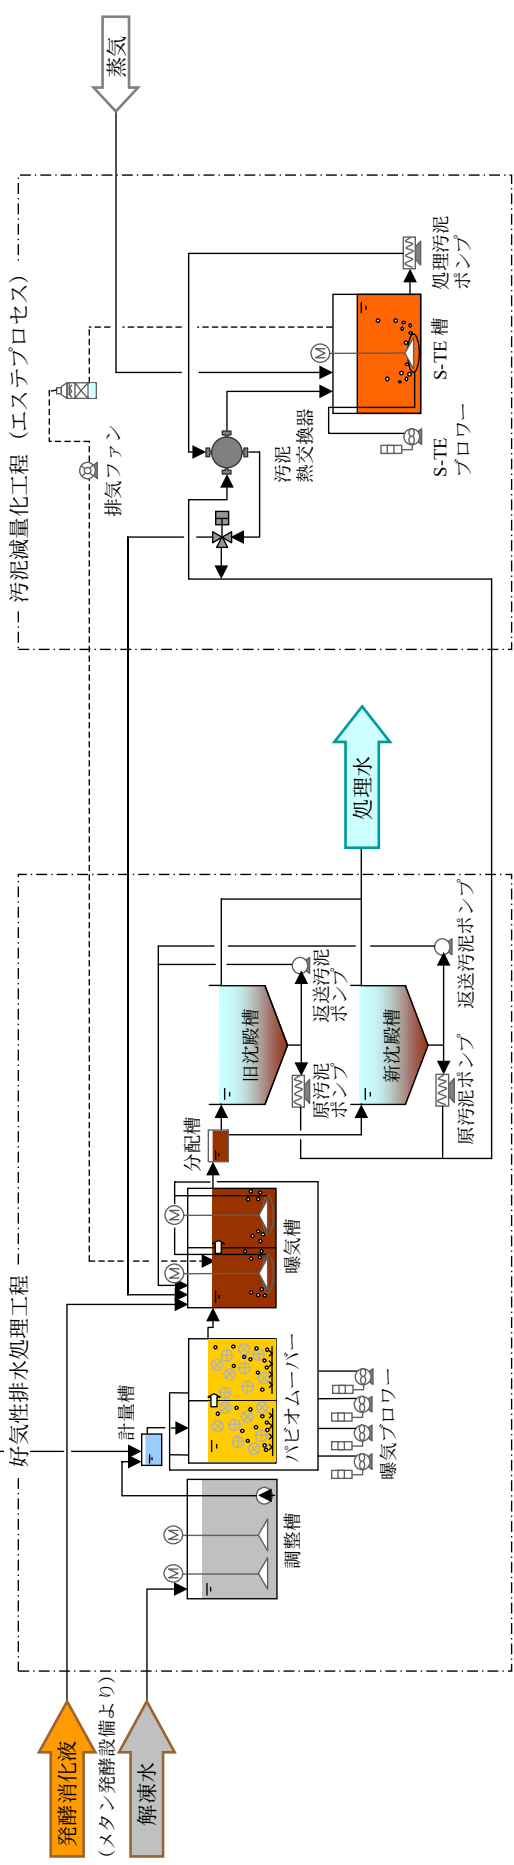 発酵消化液
(メタン発酵設備より)
解凍水
好気性排水処理工程
計量槽
調整槽
M
M
パビオムーバー
曝気ブロワー
M
M
曝気槽
分配槽
旧沈殿槽
新沈殿槽
原汚泥
ポンプ
返送汚泥
ポンプ
原汚泥ポンプ
返送汚泥ポンプ
処理水
汚泥減量化工程(エステプロセス)
排気ファン
汚泥
熱交換器
M
S-TE
ブロワー
S-TE 槽
処理汚泥
ポンプ
蒸気